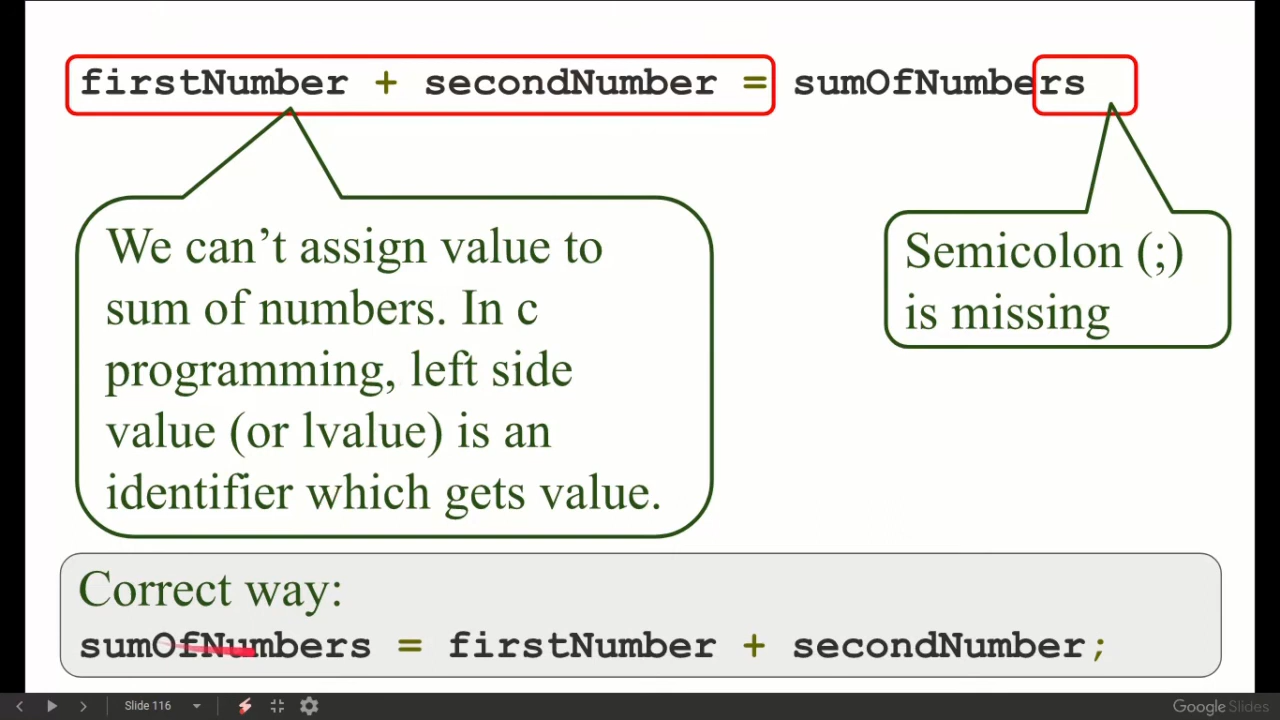 firstNumber + secondNumber = sumOfNumbers
We can’t assign value to
sum of numbers. In c
programming, left side
value (or lvalue) is an
identifier which gets value.
Semicolon (;)
is missing
Correct way:
sumOfNumbers = firstNumber + secondNumber;
Slide 116
Google Slides